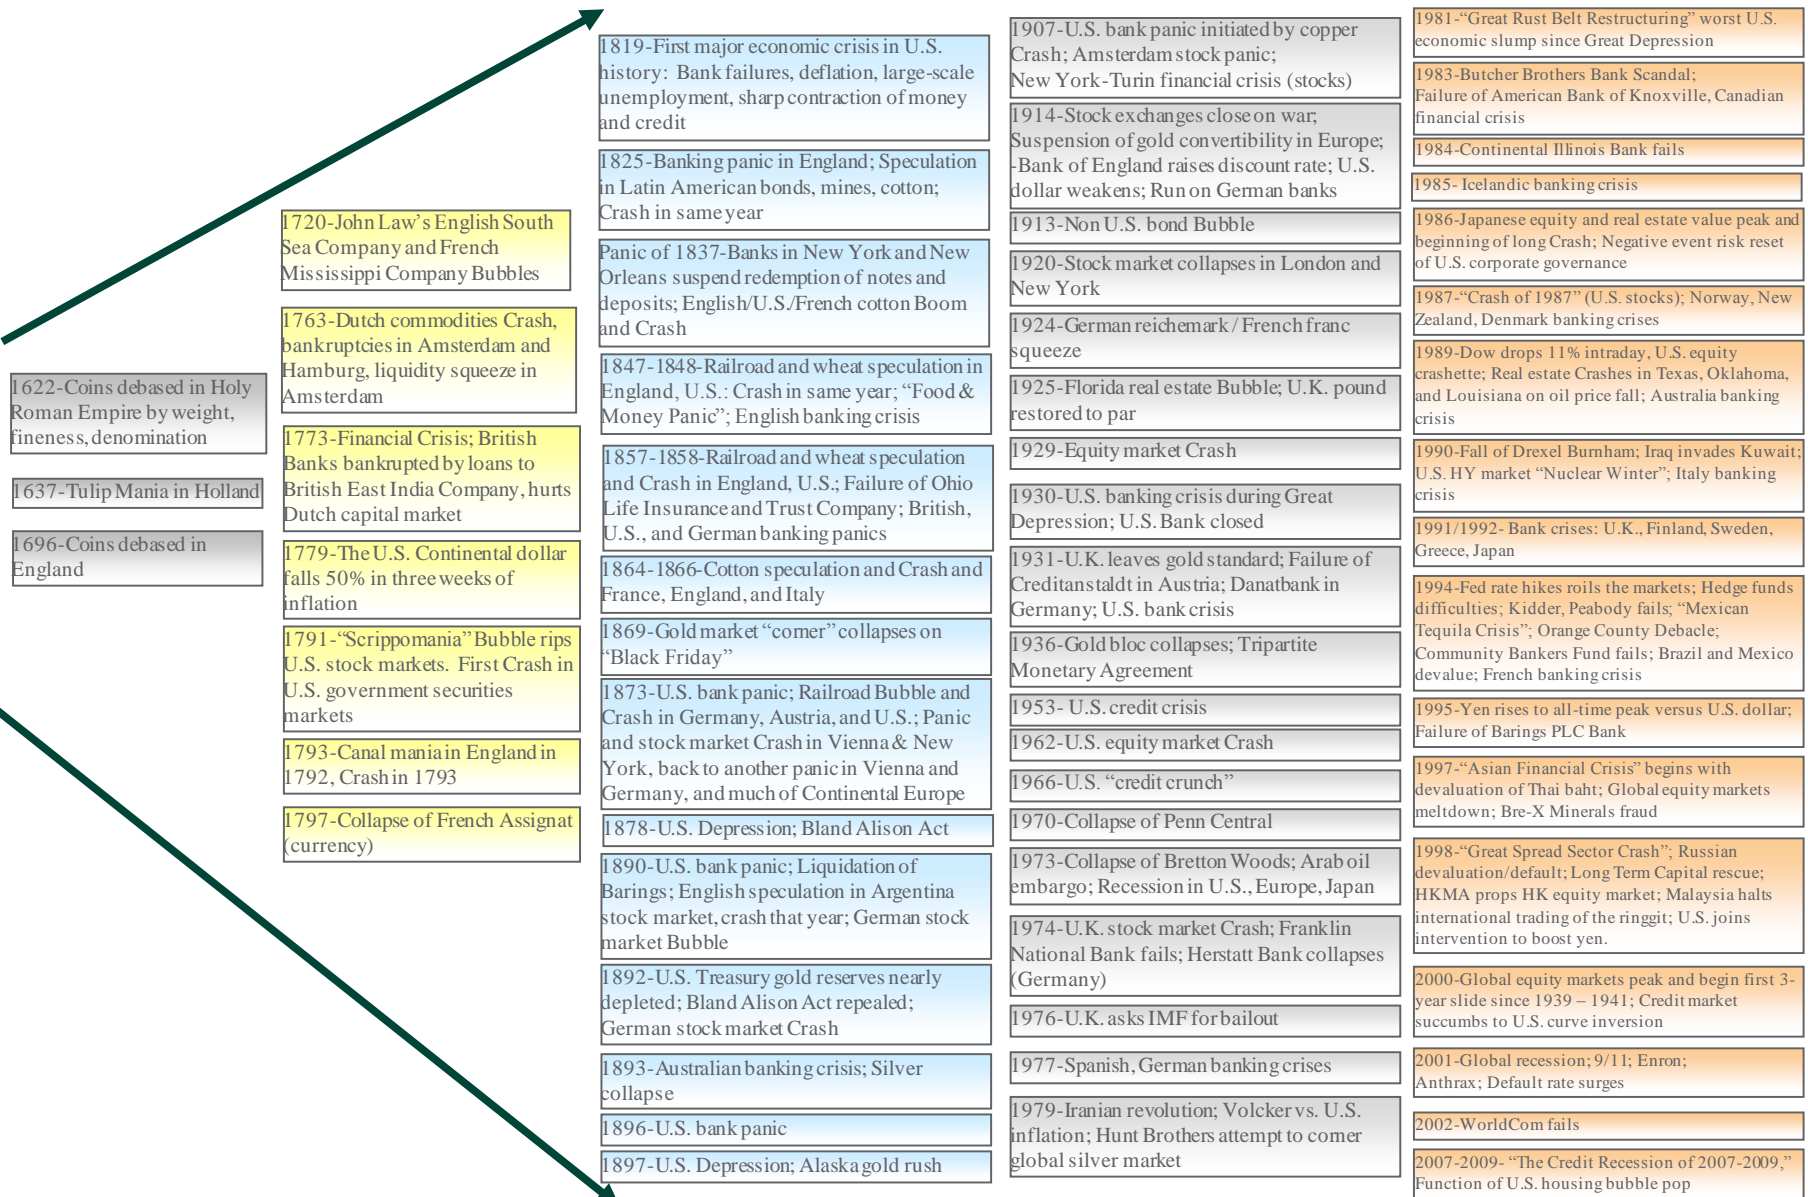 1622-Coins debased in Holy
Roman Empire by weight,
fineness, denomination
1637-Tulip Mania in Holland
1696-Coins debased in
England
1720-John Law’s English South
Sea Company and French
Mississippi Company Bubbles
1763-Dutch commodities Crash,
bankruptcies in Amsterdam and
Hamburg, liquidity squeeze in
Amsterdam
1773-Financial Crisis; British
Banks bankrupted by loans to
British East India Company, hurts
Dutch capital market
1779-The U.S. Continental dollar
falls 50% in three weeks of
inflation
1791-“Scrippomania” Bubble rips
U.S. stock markets. First Crash in
U.S. government securities
markets
1793-Canal mania in England in
1792, Crash in 1793
1797-Collapse of French Assignat
(currency)
1819-First major economic crisis in U.S.
history: Bank failures, deflation, large-scale
unemployment, sharp contraction of money
and credit
1825-Banking panic in England; Speculation
in Latin American bonds, mines, cotton;
Crash in same year
Panic of 1837-Banks in New York and New
Orleans suspend redemption of notes and
deposits; English/U.S./French cotton Boom
and Crash
1847-1848-Railroad and wheat speculation in
England, U.S.: Crash in same year; “Food &
Money Panic”; English banking crisis
1857-1858-Railroad and wheat speculation
and Crash in England, U.S.; Failure of Ohio
Life Insurance and Trust Company; British,
U.S., and German banking panics
1864-1866-Cotton speculation and Crash and
France, England, and Italy
1869-Gold market “corner” collapses on
“Black Friday”
1873-U.S. bank panic; Railroad Bubble and
Crash in Germany, Austria, and U.S.; Panic
and stock market Crash in Vienna & New
York, back to another panic in Vienna and
Germany, and much of Continental Europe
1878-U.S. Depression; Bland Alison Act
1890-U.S. bank panic; Liquidation of
Barings; English speculation in Argentina
stock market, crash that year; German stock
market Bubble
1892-U.S. Treasury gold reserves nearly
depleted; Bland Alison Act repealed;
German stock market Crash
1893-Australian banking crisis; Silver
collapse
1896-U.S. bank panic
1897-U.S. Depression; Alaska gold rush
1907-U.S. bank panic initiated by copper
Crash; Amsterdam stock panic;
New York-Turin financial crisis (stocks)
1914-Stock exchanges close on war;
Suspension of gold convertibility in Europe;
-Bank of England raises discount rate; U.S.
dollar weakens; Run on German banks
1913-Non U.S. bond Bubble
1920-Stock market collapses in London and
New York
1924-German reichemark / French franc
squeeze
1925-Florida real estate Bubble; U.K. pound
restored to par
1929-Equity market Crash
1930-U.S. banking crisis during Great
Depression; U.S. Bank closed
1931-U.K. leaves gold standard; Failure of
Creditanstaldt in Austria; Danatbank in
Germany; U.S. bank crisis
1936-Gold bloc collapses; Tripartite
Monetary Agreement
1953- U.S. credit crisis
1962-U.S. equity market Crash
1966-U.S. “credit crunch”
1970-Collapse of Penn Central
1973-Collapse of Bretton Woods; Arab oil
embargo; Recession in U.S., Europe, Japan
1974-U.K. stock market Crash; Franklin
National Bank fails; Herstatt Bank collapses
(Germany)
1976-U.K. asks IMF for bailout
1977-Spanish, German banking crises
1979-Iranian revolution; Volcker vs. U.S.
inflation; Hunt Brothers attempt to corner
global silver market
1981-“Great Rust Belt Restructuring” worst U.S.
economic slump since Great Depression
1983-Butcher Brothers Bank Scandal;
Failure of American Bank of Knoxville, Canadian
financial crisis
1984-Continental Illinois Bank fails
1985- Icelandic banking crisis
1986-Japanese equity and real estate value peak and
beginning of long Crash; Negative event risk reset
of U.S. corporate governance
1987-“Crash of 1987” (U.S. stocks); Norway, New
Zealand, Denmark banking crises
1989-Dow drops 11% intraday, U.S. equity
crashette; Real estate Crashes in Texas, Oklahoma,
and Louisiana on oil price fall; Australia banking
crisis
1990-Fall of Drexel Burnham; Iraq invades Kuwait;
U.S. HY market “Nuclear Winter”; Italy banking
crisis
1991/1992- Bank crises: U.K., Finland, Sweden,
Greece, Japan
1994-Fed rate hikes roils the markets; Hedge funds
difficulties; Kidder, Peabody fails; “Mexican
Tequila Crisis”; Orange County Debacle;
Community Bankers Fund fails; Brazil and Mexico
devalue; French banking crisis
1995-Yen rises to all-time peak versus U.S. dollar;
Failure of Barings PLC Bank
1997-“Asian Financial Crisis” begins with
devaluation of Thai baht; Global equity markets
meltdown; Bre-X Minerals fraud
1998-“Great Spread Sector Crash”; Russian
devaluation/default; Long Term Capital rescue;
HKMA props HK equity market; Malaysia halts
international trading of the ringgit; U.S. joins
intervention to boost yen.
2000-Global equity markets peak and begin first 3-
year slide since 1939 – 1941; Credit market
succumbs to U.S. curve inversion
2001-Global recession; 9/11; Enron;
Anthrax; Default rate surges
2002-WorldCom fails
2007-2009- “The Credit Recession of 2007-2009,”
Function of U.S. housing bubble pop